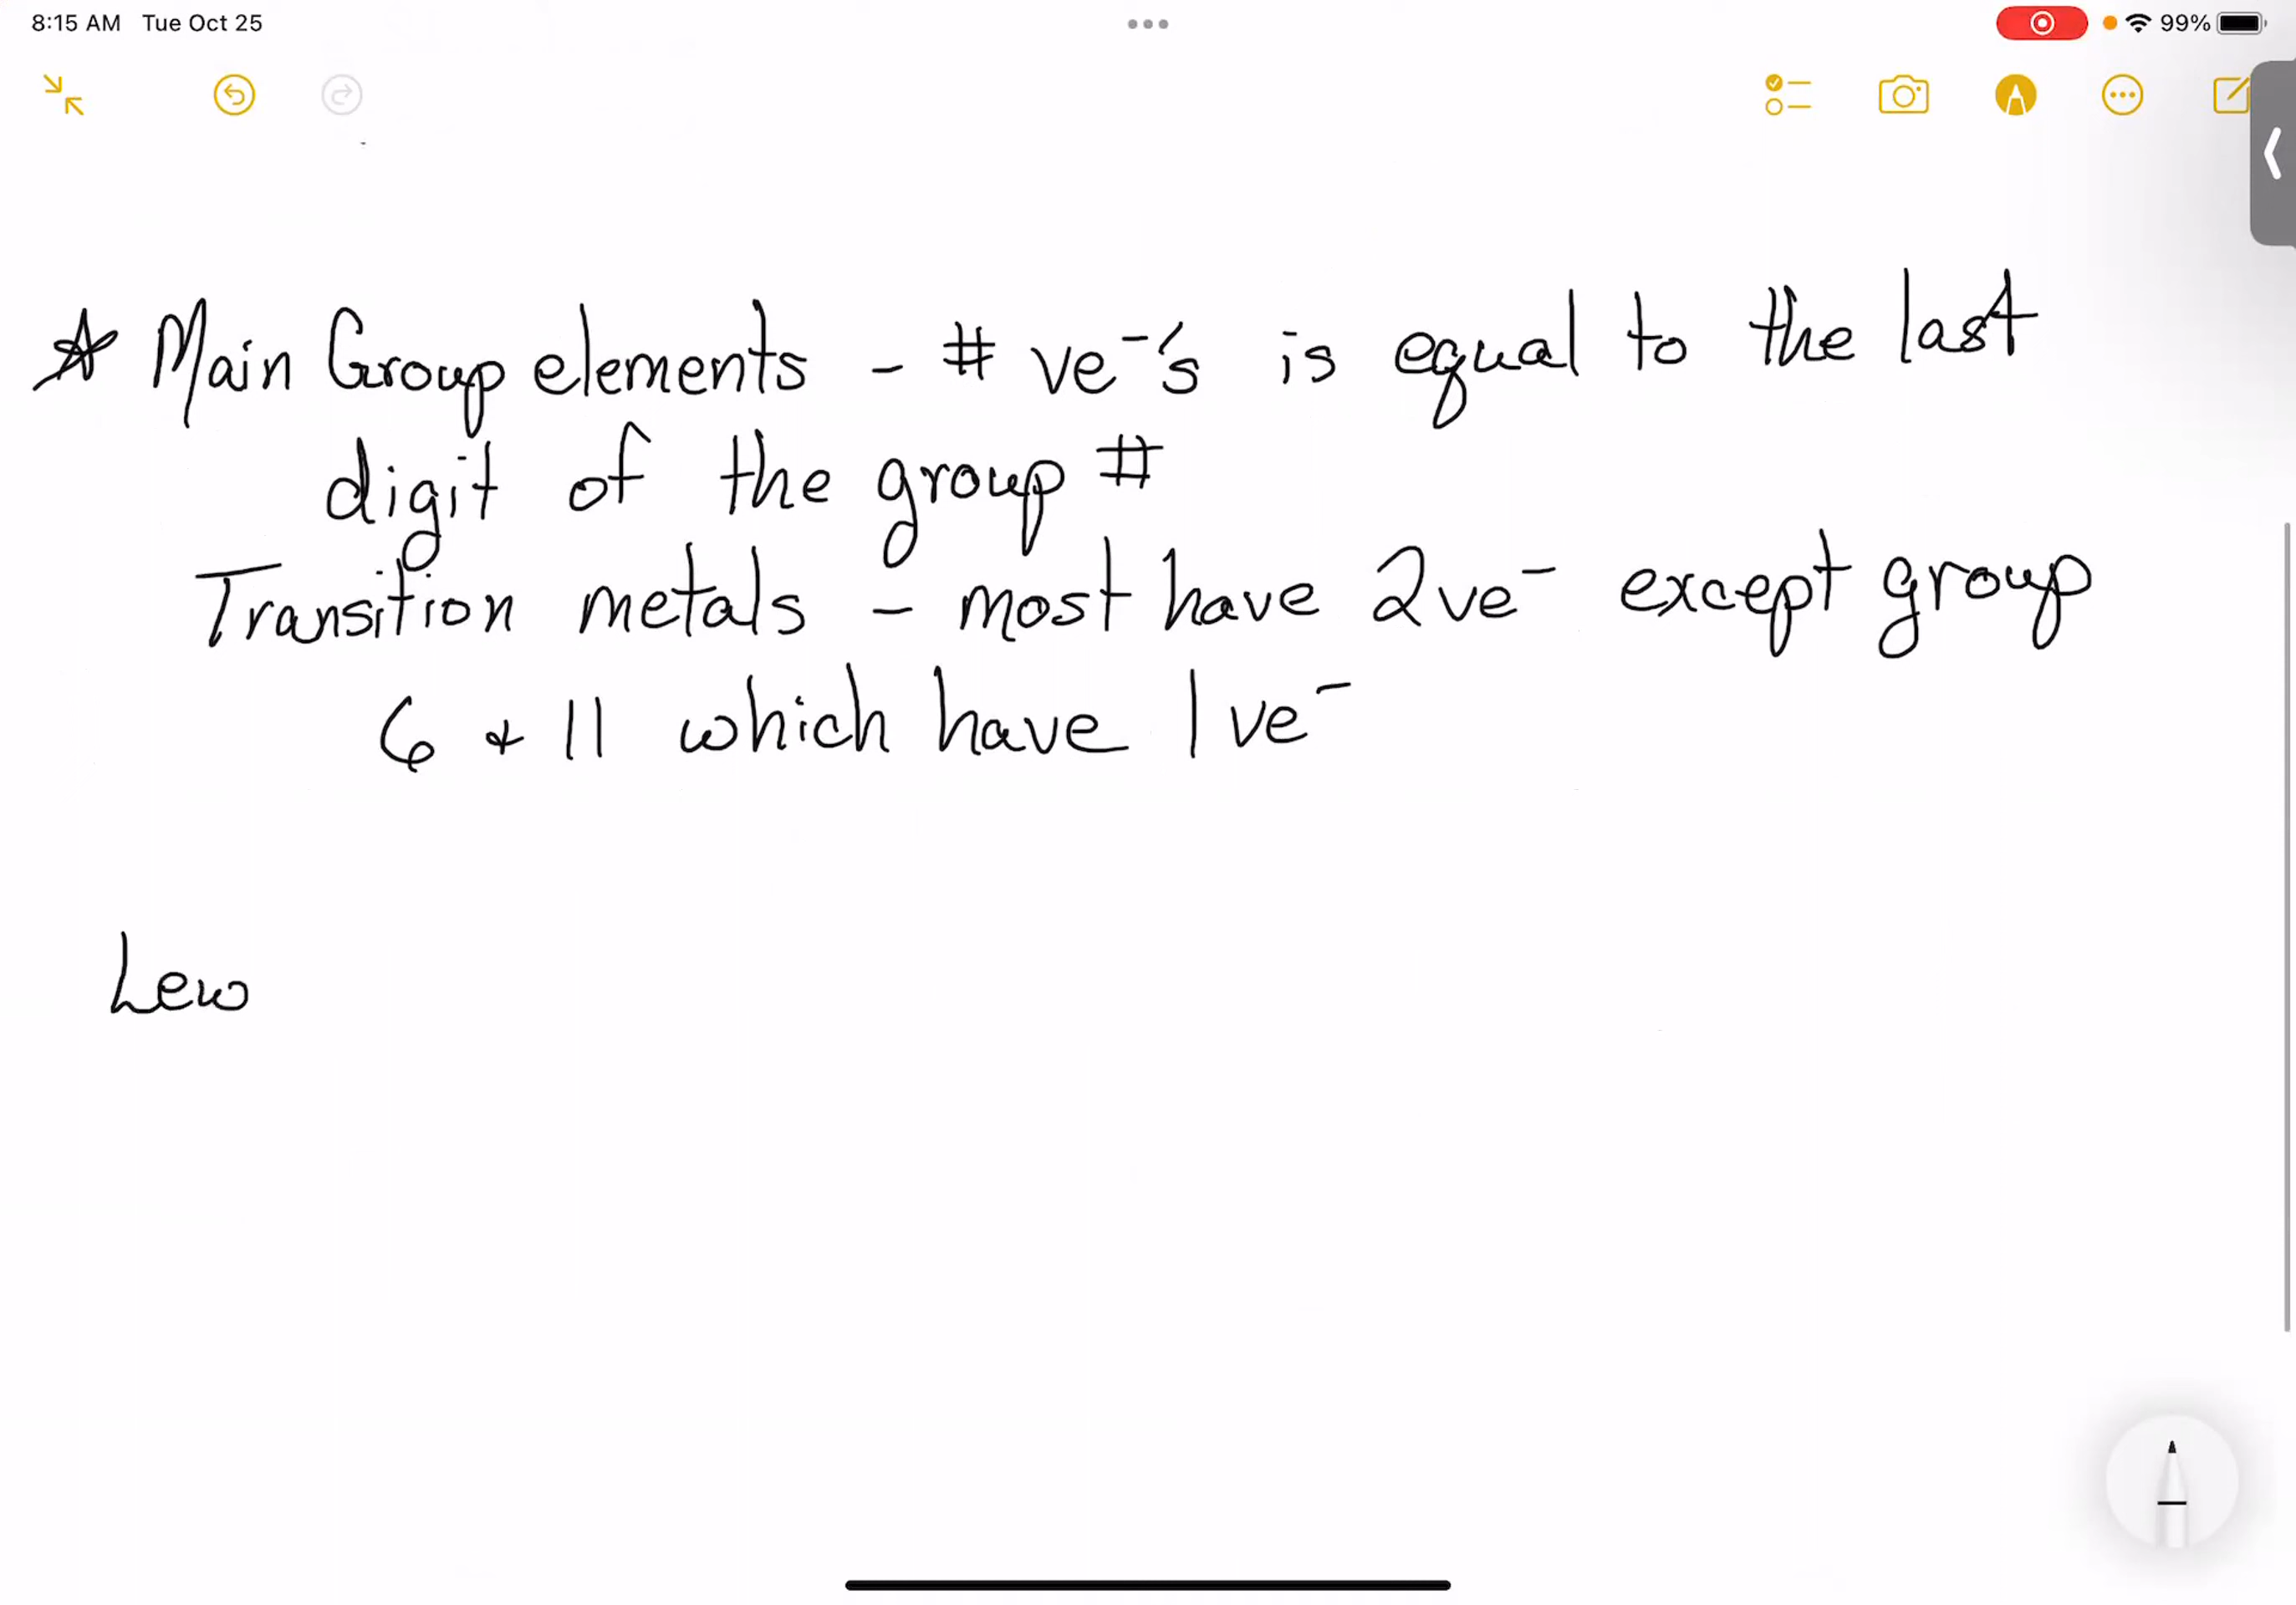 8:15 AM Tue Oct 25 99%
☆ Main Group elements - # ve⁻'s is equal to the last
digit of the group #
Transition metals - most have 2ve⁻ except group
6 & 11 which have 1 ve⁻
Lew